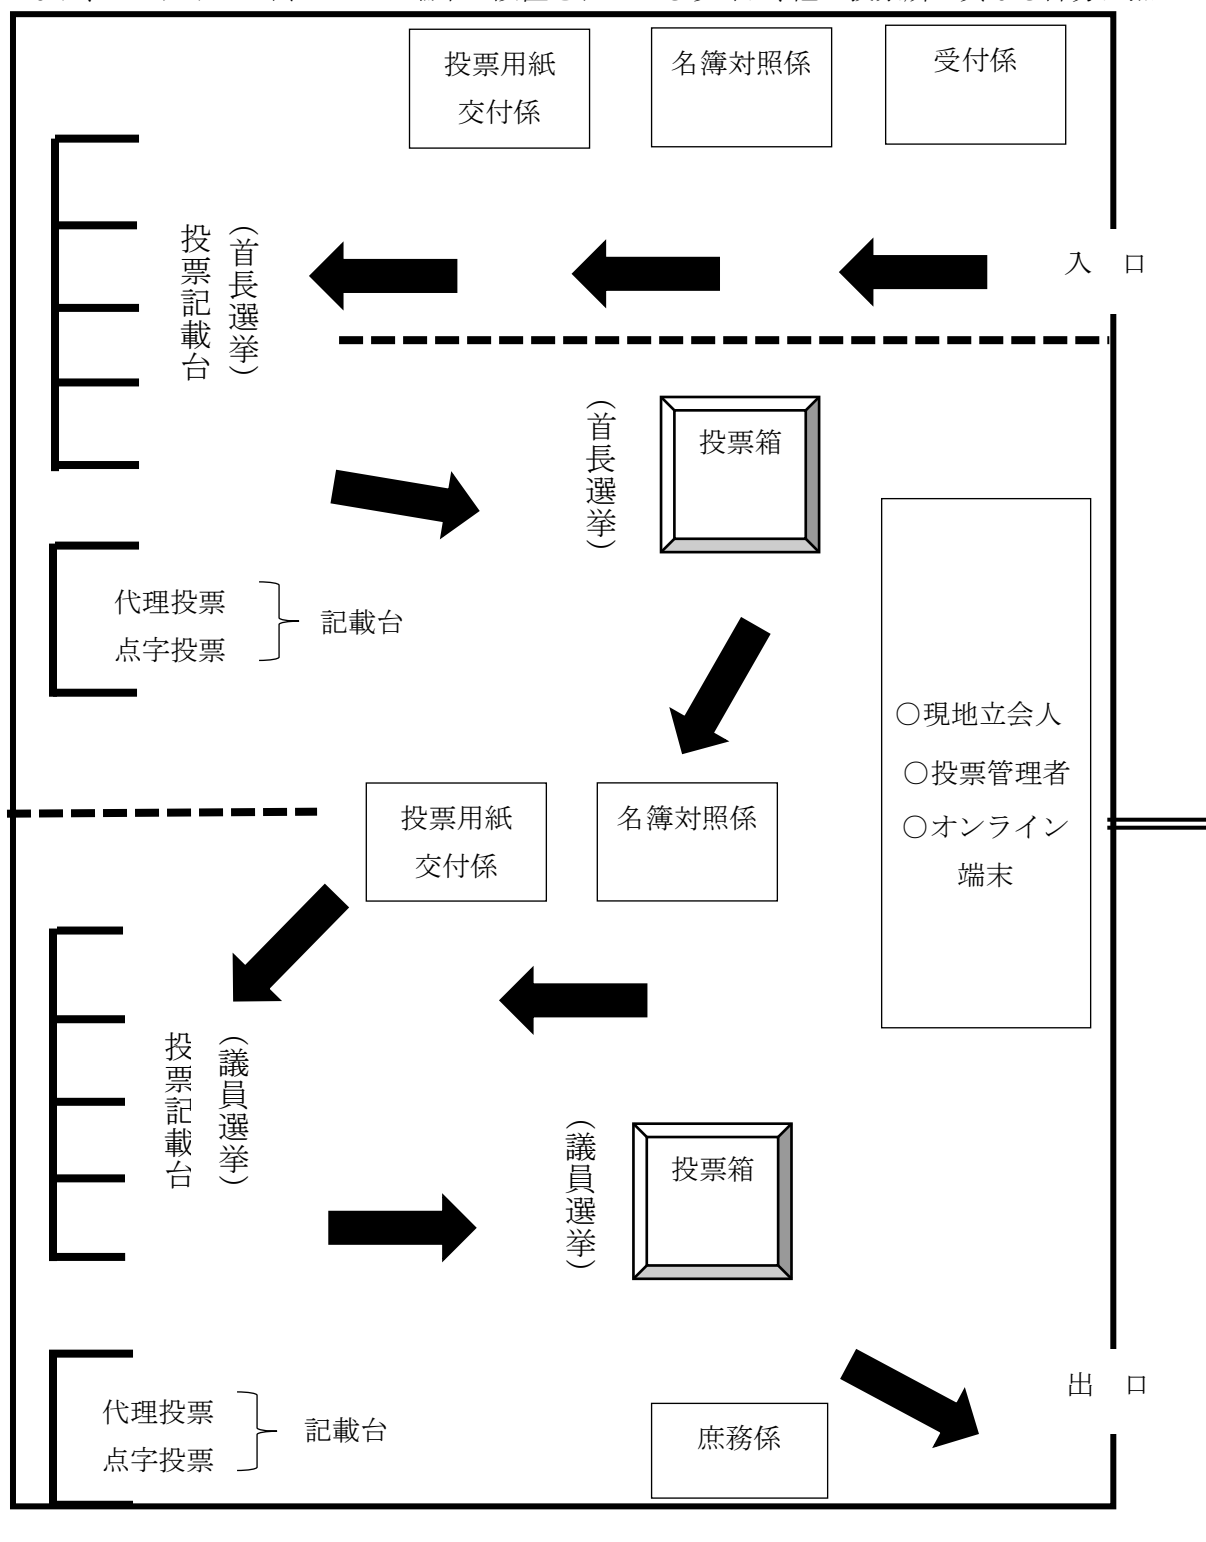 投票用紙
交付係
名簿対照係
受付係
入　口
（首長選挙）
投票記載台
（首長選挙）
投票箱
代理投票
点字投票
記載台
○現地立会人
○投票管理者
○オンライン
端末
投票用紙
交付係
名簿対照係
（議員選挙）
投票記載台
（議員選挙）
投票箱
出　口
代理投票
点字投票
記載台
庶務係